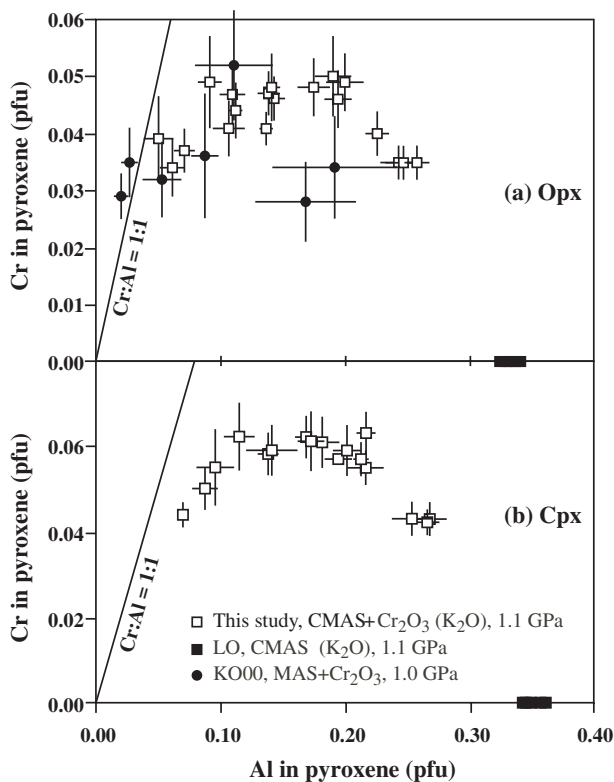 0.06
0.05
0.04
0.03
0.02
0.01
0.00
Cr in pyroxene (pfu)
Cr:Al = 1:1
(a) Opx
0.06
0.04
0.02
0.00
Cr in pyroxene (pfu)
Cr:Al = 1:1
(b) Cpx
This study, CMAS+Cr₂O₃ (K₂O), 1.1 GPa
LO, CMAS (K₂O), 1.1 GPa
KO00, MAS+Cr₂O₃, 1.0 GPa
0.00 0.10 0.20 0.30 0.40
Al in pyroxene (pfu)